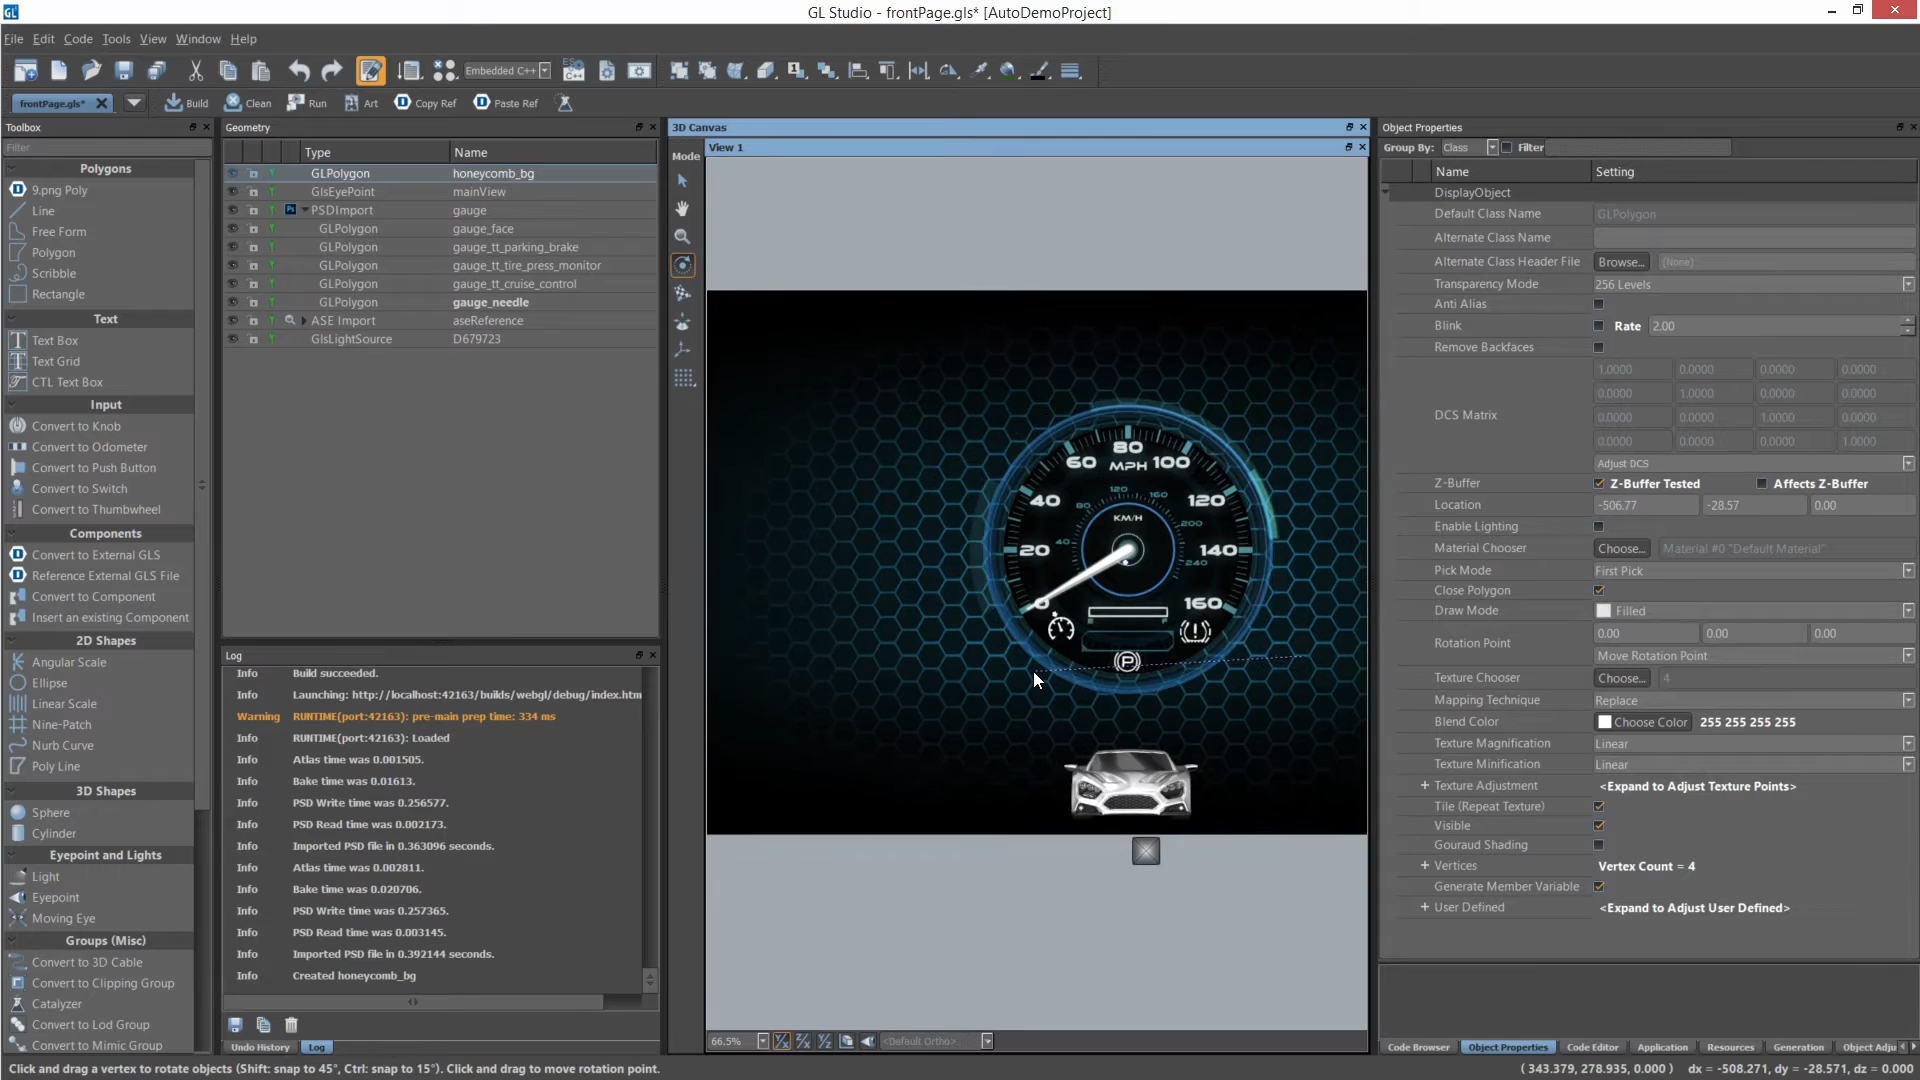 GL Studio - frontPage.gls* [AutoDemoProject]
File Edit Code Tools View Window Help
Embedded C++
ES C++
frontPage.gls* Build Clean Run Art Copy Ref Paste Ref
Toolbox
Filter
Polygons
9.png Poly
Line
Free Form
Polygon
Scribble
Rectangle
Text
Text Box
Text Grid
CTL Text Box
Input
Convert to Knob
Convert to Odometer
Convert to Push Button
Convert to Switch
Convert to Thumbwheel
Components
Convert to External GLS
Reference External GLS File
Convert to Component
Insert an existing Component
2D Shapes
Angular Scale
Ellipse
Linear Scale
Nine-Patch
Nurb Curve
Poly Line
3D Shapes
Sphere
Cylinder
Eyepoint and Lights
Light
Eyepoint
Moving Eye
Groups (Misc)
Convert to 3D Cable
Convert to Clipping Group
Catalyzer
Convert to Lod Group
Convert to Mimic Group
Geometry
Type Name
GLPolygon honeycomb_bg
GlsEyePoint mainView
PSDImport gauge
GLPolygon gauge_face
GLPolygon gauge_tt_parking_brake
GLPolygon gauge_tt_tire_press_monitor
GLPolygon gauge_tt_cruise_control
GLPolygon gauge_needle
ASE Import aseReference
GlsLightSource D679723
Log
Info Build succeeded.
Info Launching: http://localhost:42163/builds/webgl/debug/index.htm
Warning RUNTIME(port:42163): pre-main prep time: 334 ms
Info RUNTIME(port:42163): Loaded
Info Atlas time was 0.001505.
Info Bake time was 0.01613.
Info PSD Write time was 0.256577.
Info PSD Read time was 0.002173.
Info Imported PSD file in 0.363096 seconds.
Info Atlas time was 0.002811.
Info Bake time was 0.020706.
Info PSD Write time was 0.257365.
Info PSD Read time was 0.003145.
Info Imported PSD file in 0.392144 seconds.
Info Created honeycomb_bg
Undo History Log
3D Canvas
View 1
Mode
80
60 MPH 100
40 120
20 140
0 160
120 160
80 KM/H 200
40 240
P
66.5% Y/X Z/X Y/Z <Default Ortho>
Object Properties
Group By: Class Filter
Name Setting
DisplayObject
Default Class Name GLPolygon
Alternate Class Name
Alternate Class Header File Browse... (None)
Transparency Mode 256 Levels
Anti Alias
Blink Rate 2.00
Remove Backfaces
1.0000 0.0000 0.0000 0.0000
0.0000 1.0000 0.0000 0.0000
DCS Matrix
0.0000 0.0000 1.0000 0.0000
0.0000 0.0000 0.0000 1.0000
Adjust DCS
Z-Buffer Z-Buffer Tested Affects Z-Buffer
Location -506.77 -28.57 0.00
Enable Lighting
Material Chooser Choose... Material #0 "Default Material"
Pick Mode First Pick
Close Polygon
Draw Mode Filled
Rotation Point 0.00 0.00 0.00
Move Rotation Point
Texture Chooser Choose... 4
Mapping Technique Replace
Blend Color Choose Color 255 255 255 255
Texture Magnification Linear
Texture Minification Linear
+ Texture Adjustment <Expand to Adjust Texture Points>
Tile (Repeat Texture)
Visible
Gouraud Shading
+ Vertices Vertex Count = 4
Generate Member Variable
+ User Defined <Expand to Adjust User Defined>
Code Browser Object Properties Code Editor Application Resources Generation Object Adju
Click and drag a vertex to rotate objects (Shift: snap to 45°, Ctrl: snap to 15°). Click and drag to move rotation point. ( 343.379, 278.935, 0.000 ) dx = -508.271, dy = -28.571, dz = 0.000